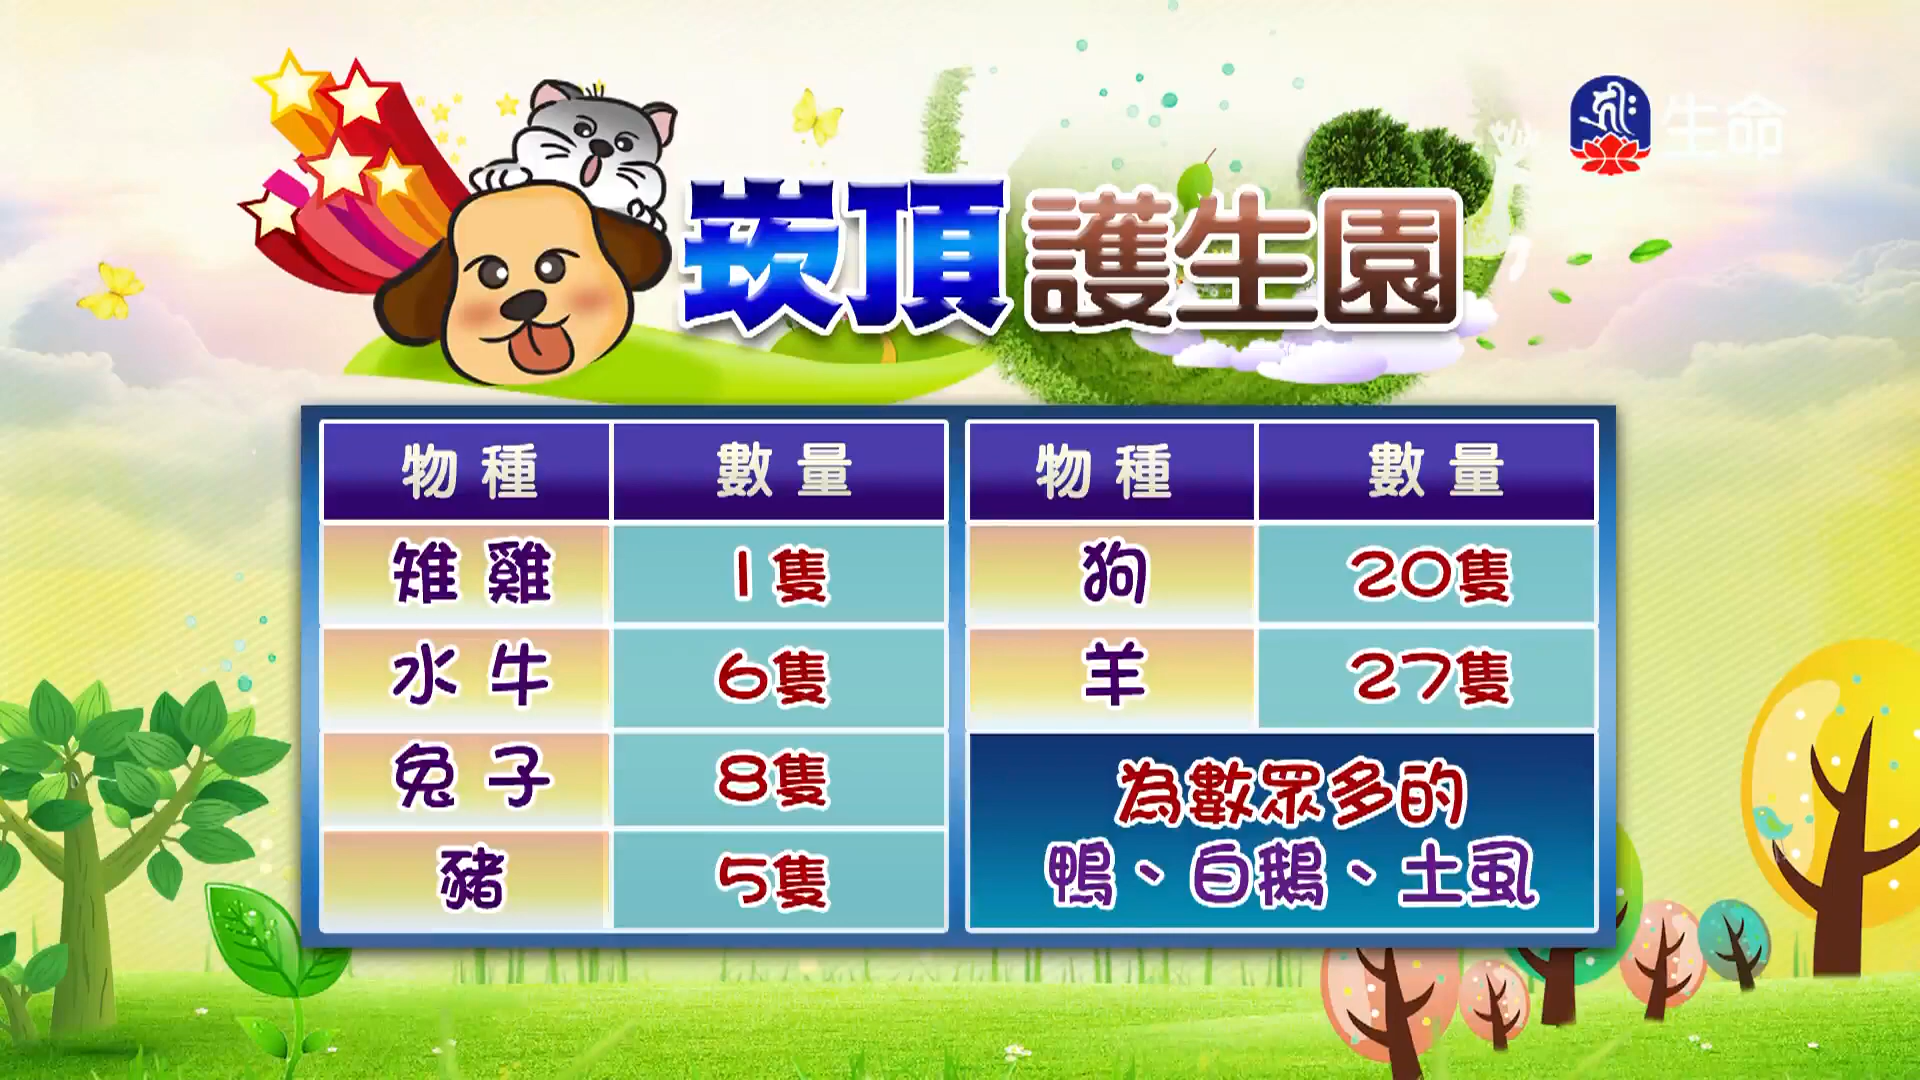 生命
崁頂護生園
物種 數量
雉雞 1隻
水牛 6隻
兔子 8隻
豬 5隻
物種 數量
狗 20隻
羊 27隻
為數眾多的
鴨、白鵝、土虱